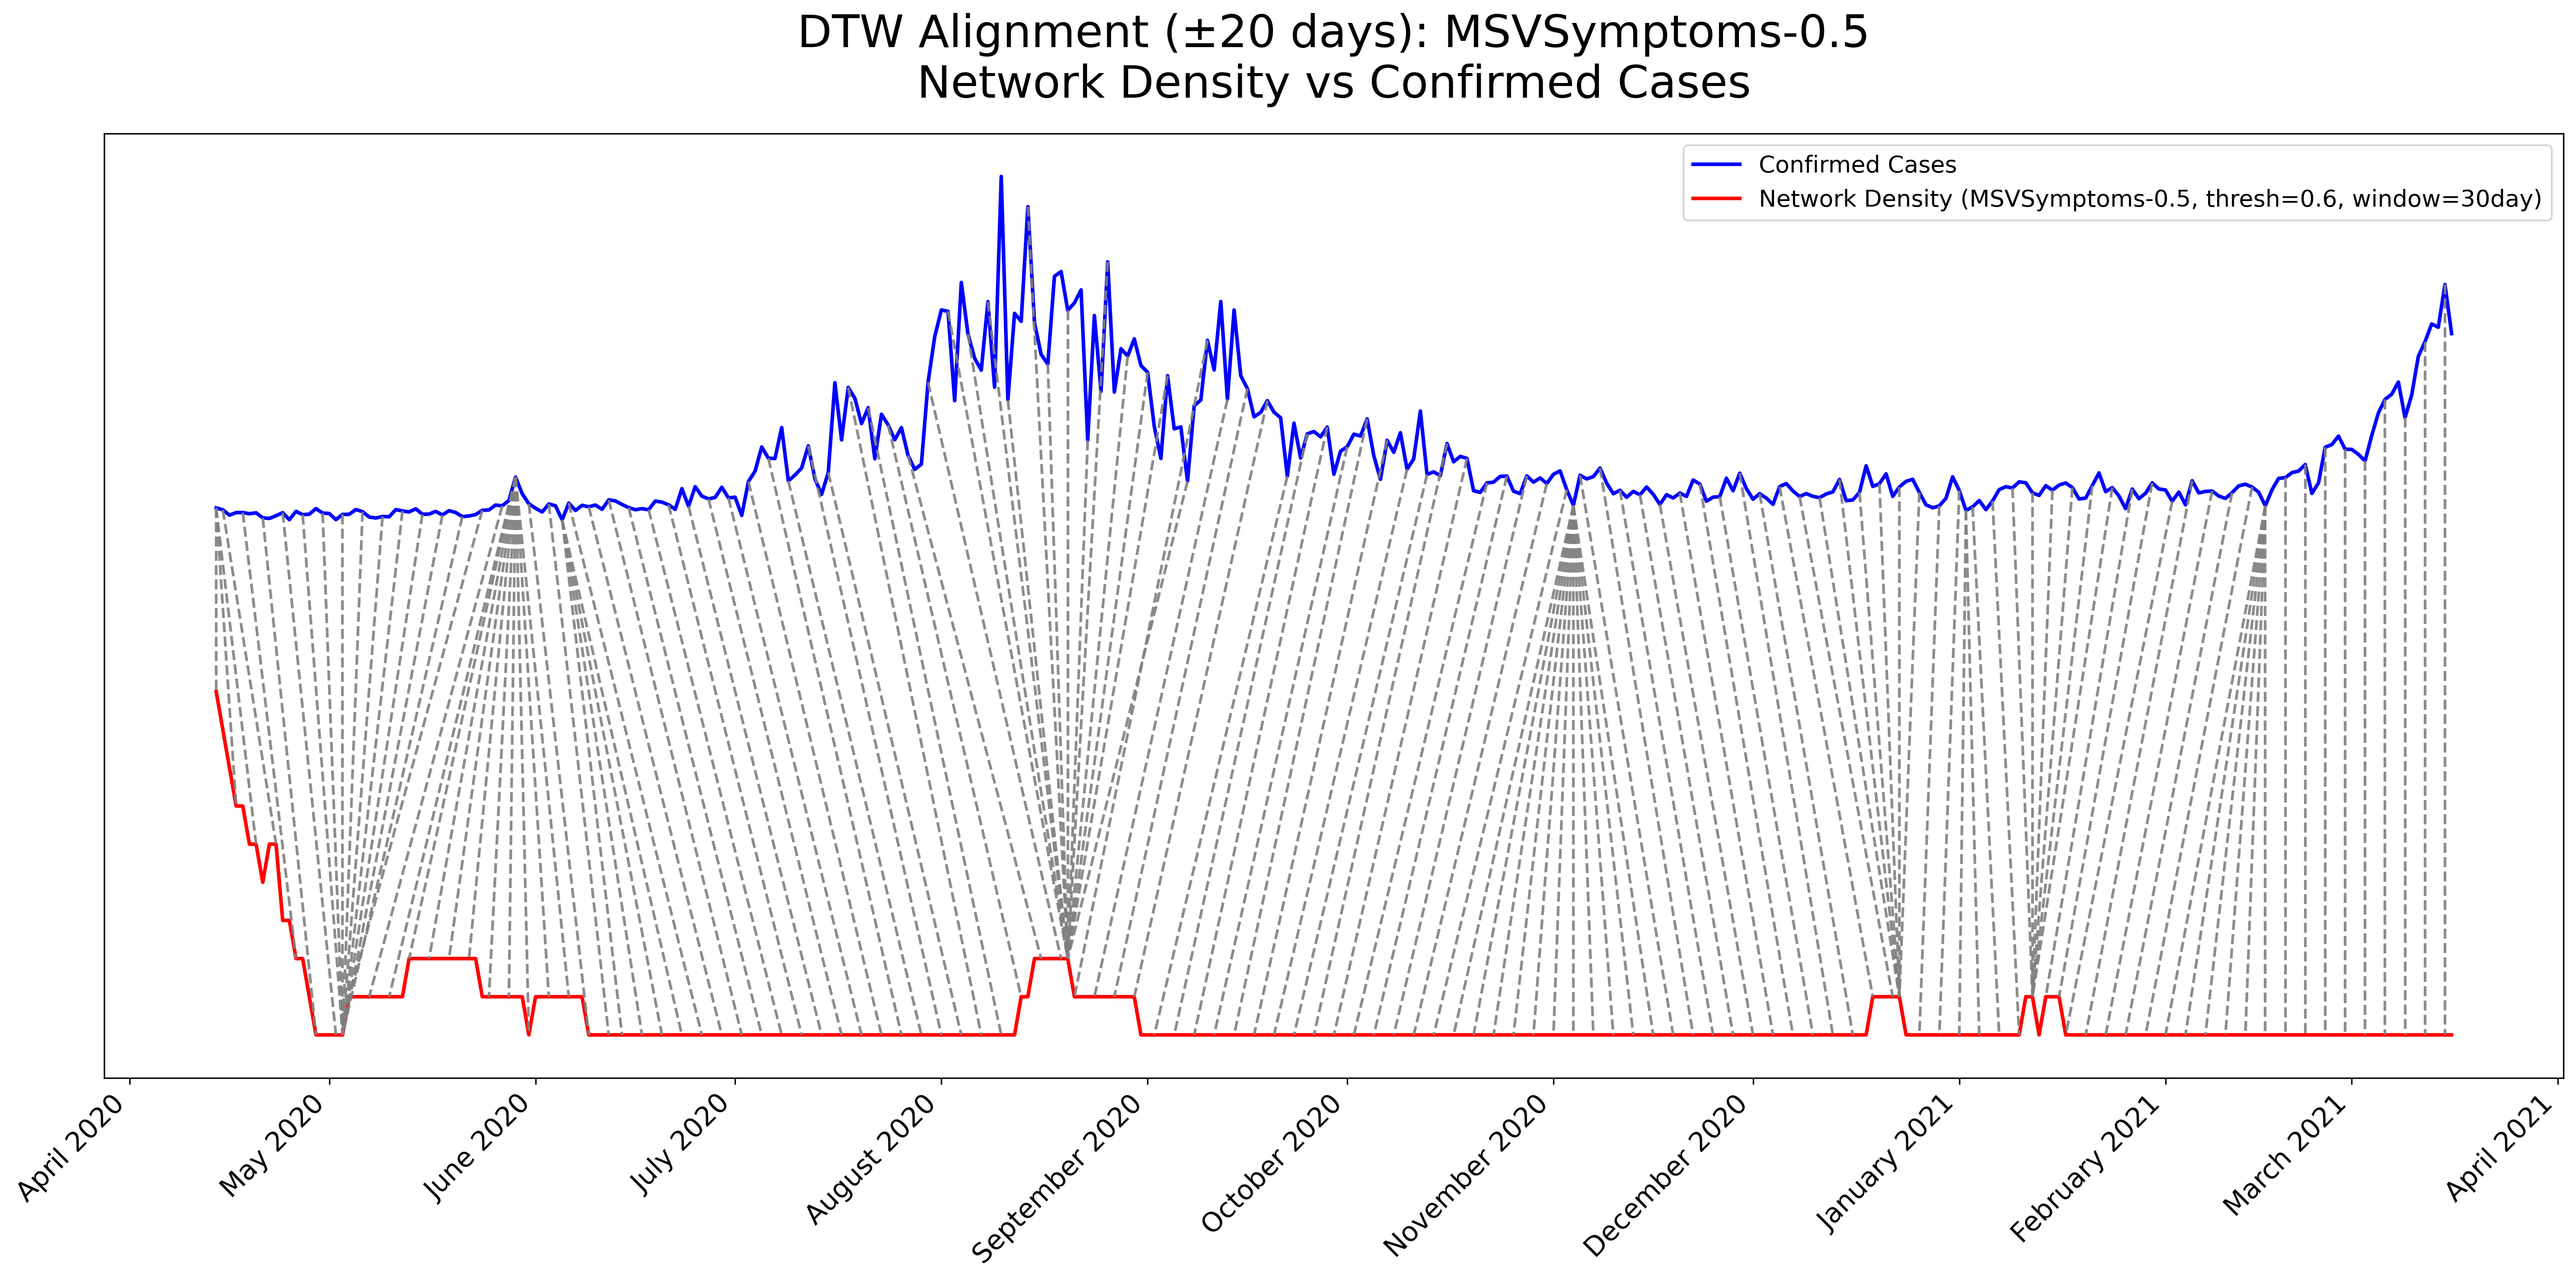 DTW Alignment (±20 days): MSVSymptoms-0.5
Network Density vs Confirmed Cases
Confirmed Cases
Network Density (MSVSymptoms-0.5, thresh=0.6, window=30day)
April 2020
May 2020
June 2020
July 2020
August 2020
September 2020
October 2020
November 2020
December 2020
January 2021
February 2021
March 2021
April 2021